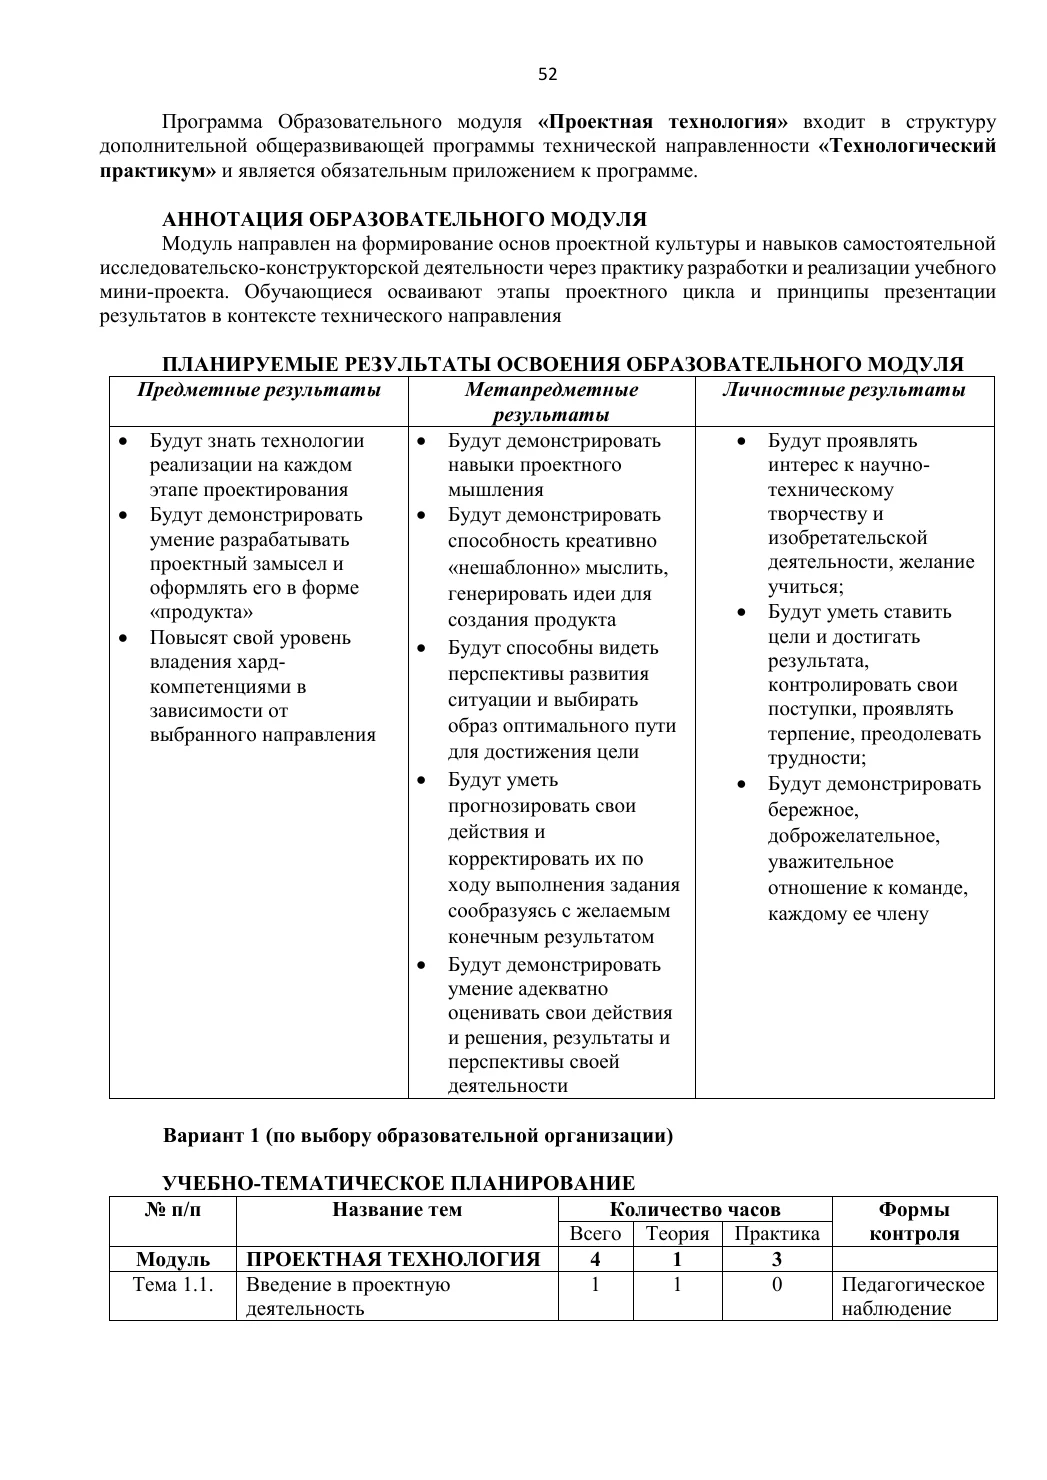 52
Программа Образовательного модуля «Проектная технология» входит в структуру
дополнительной общеразвивающей программы технической направленности «Технологический
практикум» и является обязательным приложением к программе.
АННОТАЦИЯ ОБРАЗОВАТЕЛЬНОГО МОДУЛЯ
Модуль направлен на формирование основ проектной культуры и навыков самостоятельной
исследовательско-конструкторской деятельности через практику разработки и реализации учебного
мини-проекта. Обучающиеся осваивают этапы проектного цикла и принципы презентации
результатов в контексте технического направления
ПЛАНИРУЕМЫЕ РЕЗУЛЬТАТЫ ОСВОЕНИЯ ОБРАЗОВАТЕЛЬНОГО МОДУЛЯ
Предметные результаты
Метапредметные
результаты
Личностные результаты
• Будут знать технологии
реализации на каждом
этапе проектирования
• Будут демонстрировать
умение разрабатывать
проектный замысел и
оформлять его в форме
«продукта»
• Повысят свой уровень
владения хард-
компетенциями в
зависимости от
выбранного направления
• Будут демонстрировать
навыки проектного
мышления
• Будут демонстрировать
способность креативно
«нешаблонно» мыслить,
генерировать идеи для
создания продукта
• Будут способны видеть
перспективы развития
ситуации и выбирать
образ оптимального пути
для достижения цели
• Будут уметь
прогнозировать свои
действия и
корректировать их по
ходу выполнения задания
сообразуясь с желаемым
конечным результатом
• Будут демонстрировать
умение адекватно
оценивать свои действия
и решения, результаты и
перспективы своей
деятельности
• Будут проявлять
интерес к научно-
техническому
творчеству и
изобретательской
деятельности, желание
учиться;
• Будут уметь ставить
цели и достигать
результата,
контролировать свои
поступки, проявлять
терпение, преодолевать
трудности;
• Будут демонстрировать
бережное,
доброжелательное,
уважительное
отношение к команде,
каждому ее члену
Вариант 1 (по выбору образовательной организации)
УЧЕБНО-ТЕМАТИЧЕСКОЕ ПЛАНИРОВАНИЕ
№ п/п Название тем Количество часов Формы
контроля
Всего Теория Практика
Модуль ПРОЕКТНАЯ ТЕХНОЛОГИЯ 4 1 3
Тема 1.1. Введение в проектную 1 1 0 Педагогическое
деятельность наблюдение